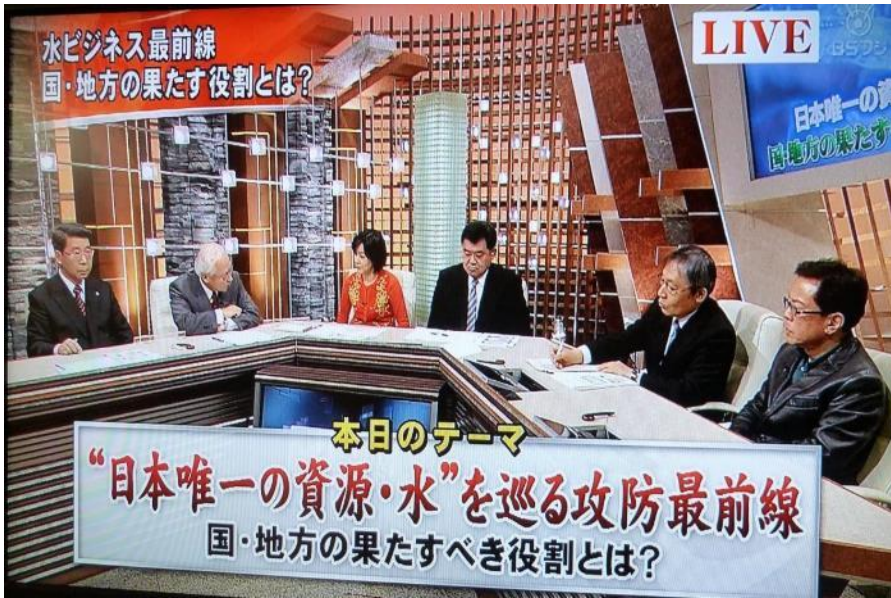 水ビジネス最前線
国・地方の果たす役割とは?
LIVE
BSフジ
日本唯一の資
国・地方の果たす
本日のテーマ
“日本唯一の資源・水”を巡る攻防最前線
国・地方の果たすべき役割とは?